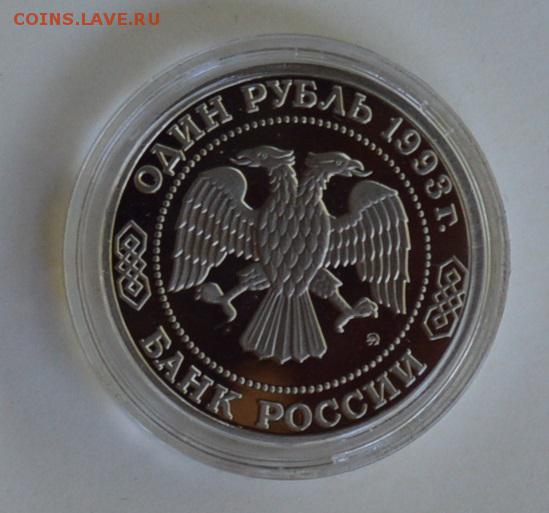 COINS.LAVE.RU
ОДИН РУБЛЬ 1993 г.
БАНК РОССИИ